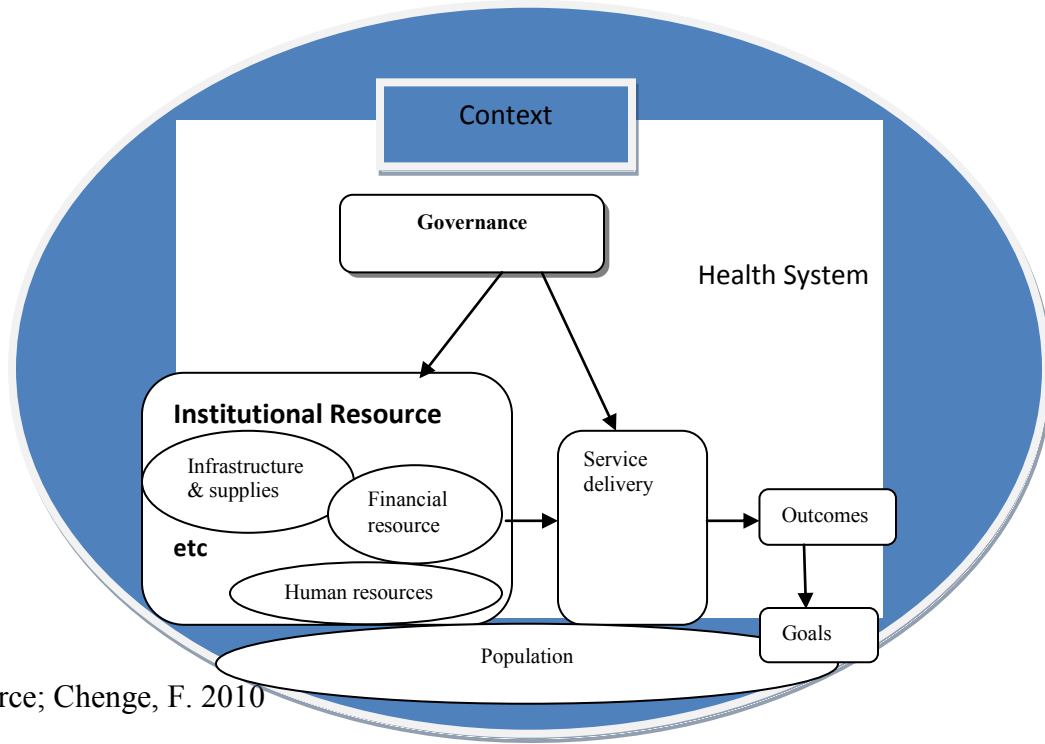 Context
Governance
Health System
Institutional Resource
Infrastructure
& supplies
Financial
resource
etc
Human resources
Service
delivery
Outcomes
Goals
Population
rce; Chenge, F. 2010